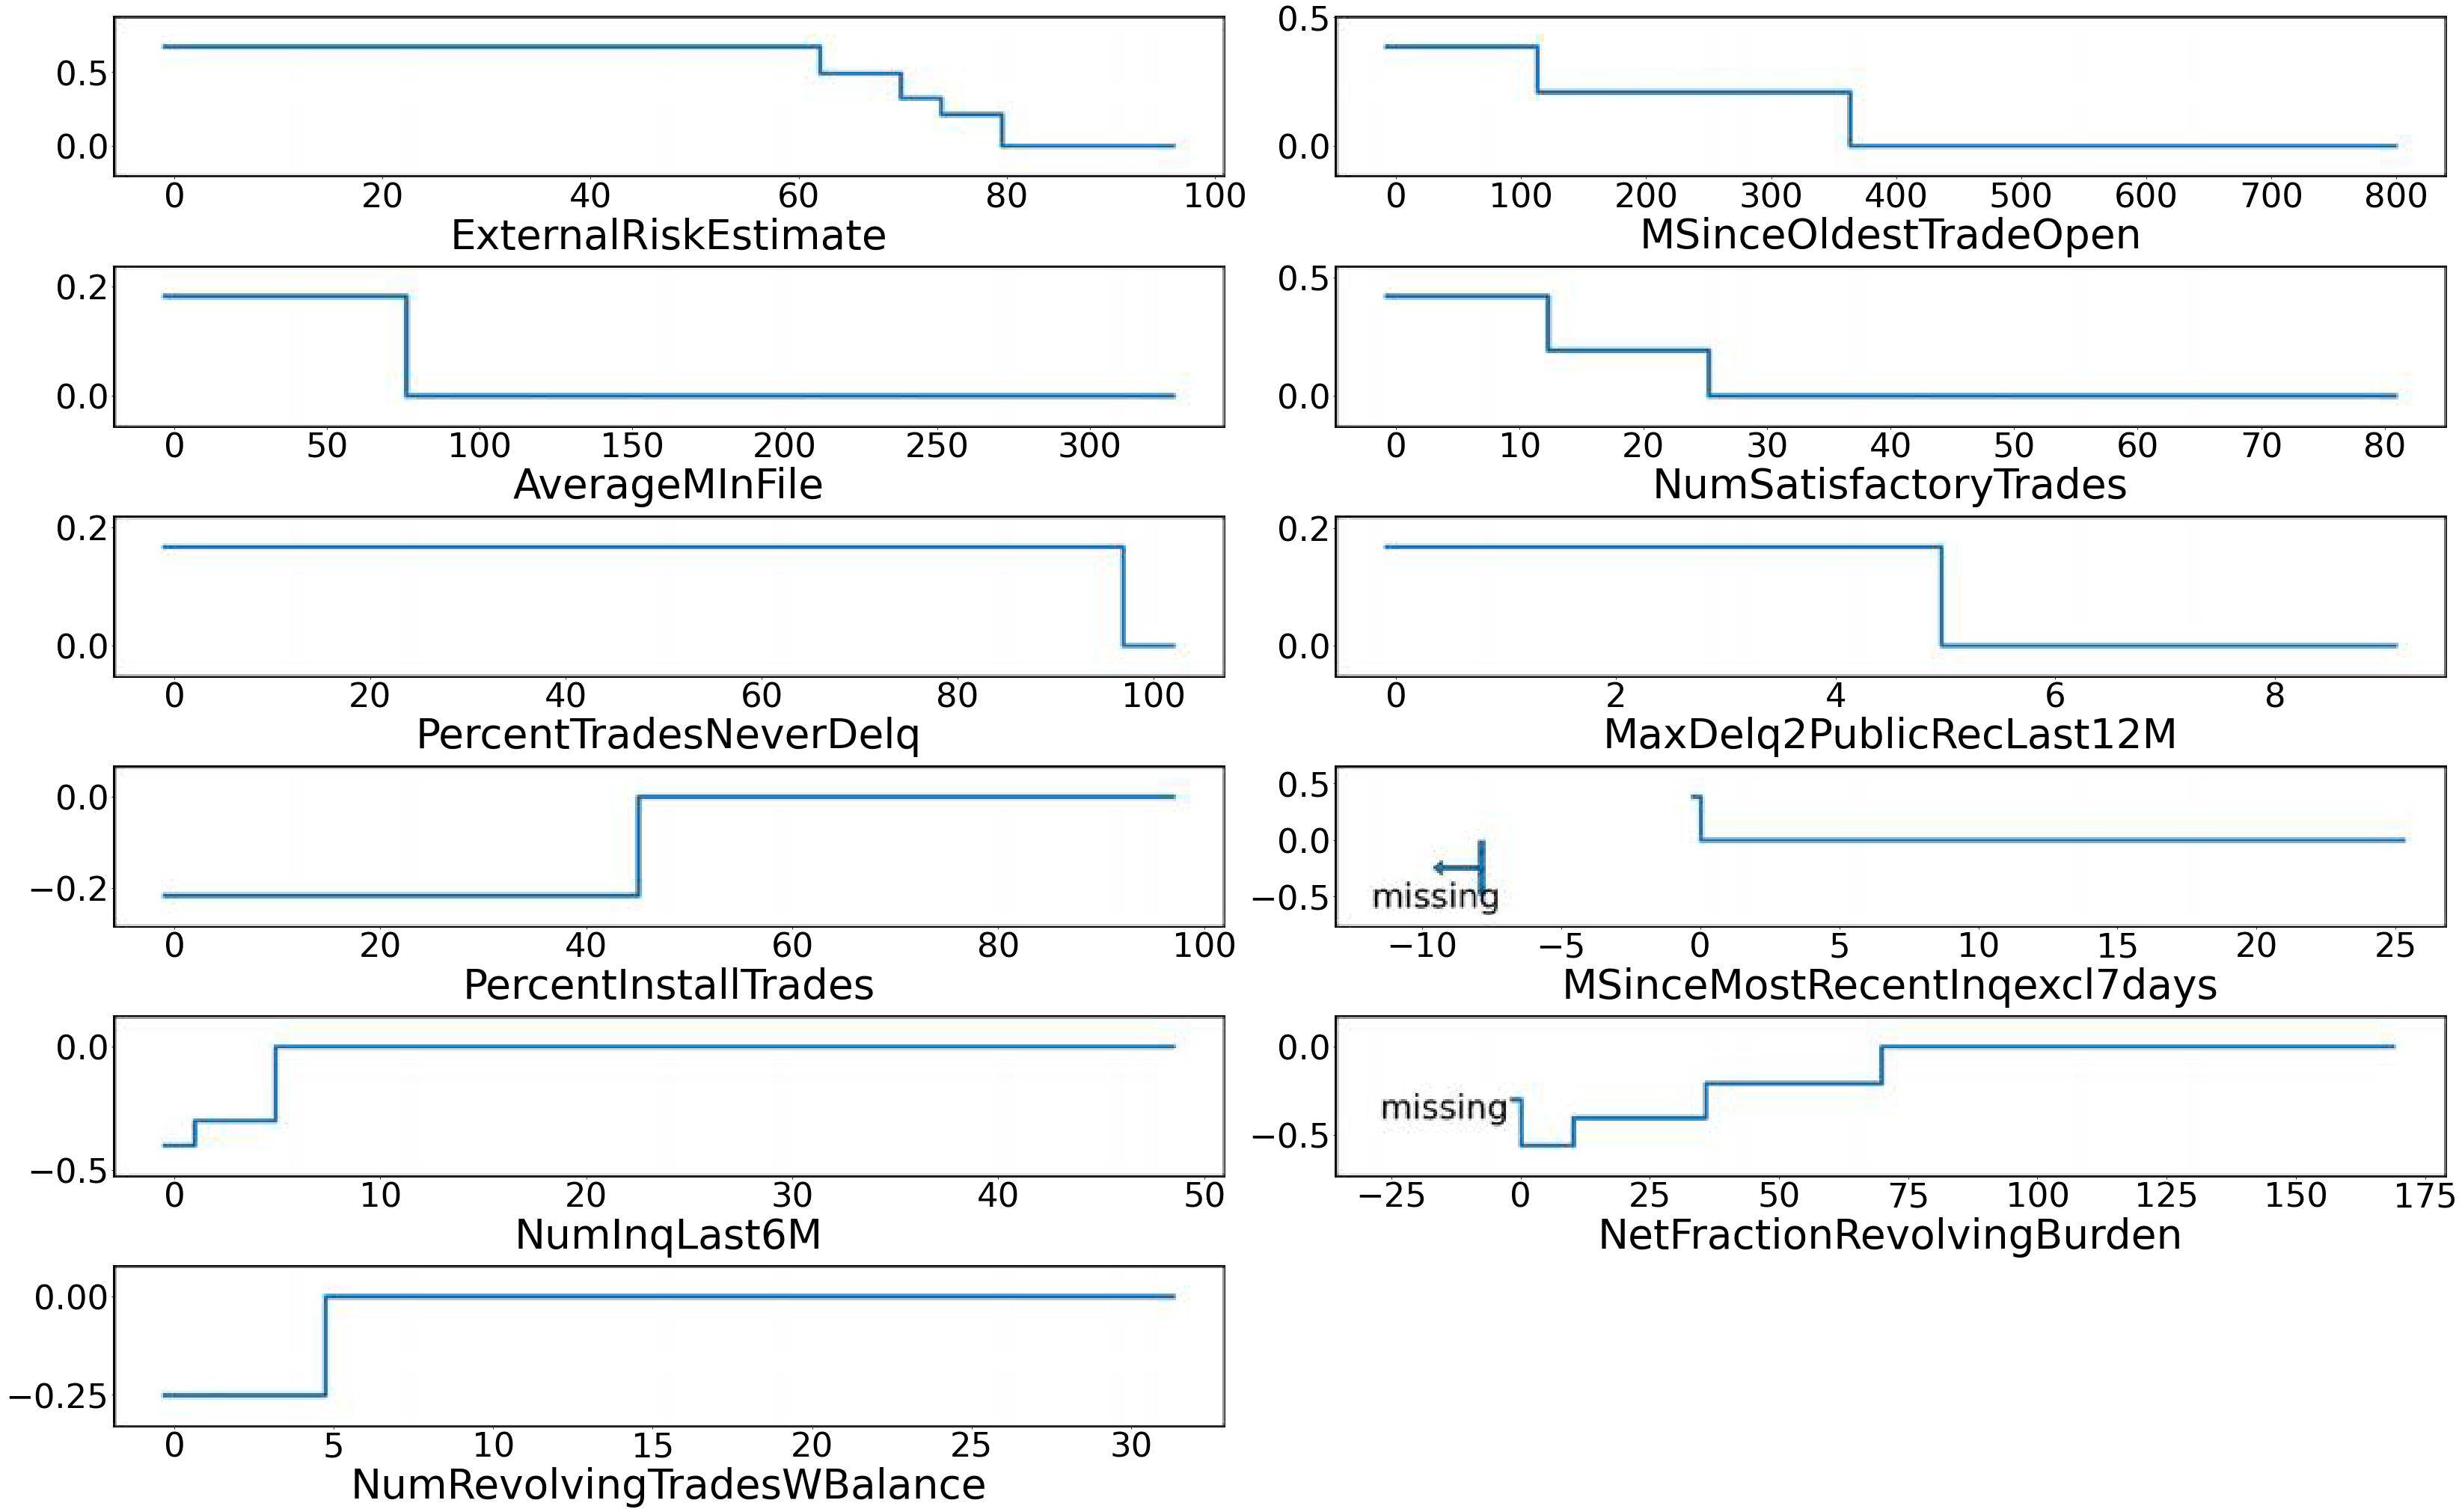 0.5
0.0
0 20 40 60 80 100
ExternalRiskEstimate
0.5
0.0
0 100 200 300 400 500 600 700 800
MSinceOldestTradeOpen
0.2
0.0
0 50 100 150 200 250 300
AverageMInFile
0.5
0.0
0 10 20 30 40 50 60 70 80
NumSatisfactoryTrades
0.2
0.0
0 20 40 60 80 100
PercentTradesNeverDelq
0.2
0.0
0 2 4 6 8
MaxDelq2PublicRecLast12M
0.0
−0.2
0 20 40 60 80 100
PercentInstallTrades
0.5
0.0
−0.5
missing
−10 −5 0 5 10 15 20 25
MSinceMostRecentInqexcl7days
0.0
−0.5
0 10 20 30 40 50
NumInqLast6M
0.0
missing
−0.5
−25 0 25 50 75 100 125 150 175
NetFractionRevolvingBurden
0.00
−0.25
0 5 10 15 20 25 30
NumRevolvingTradesWBalance